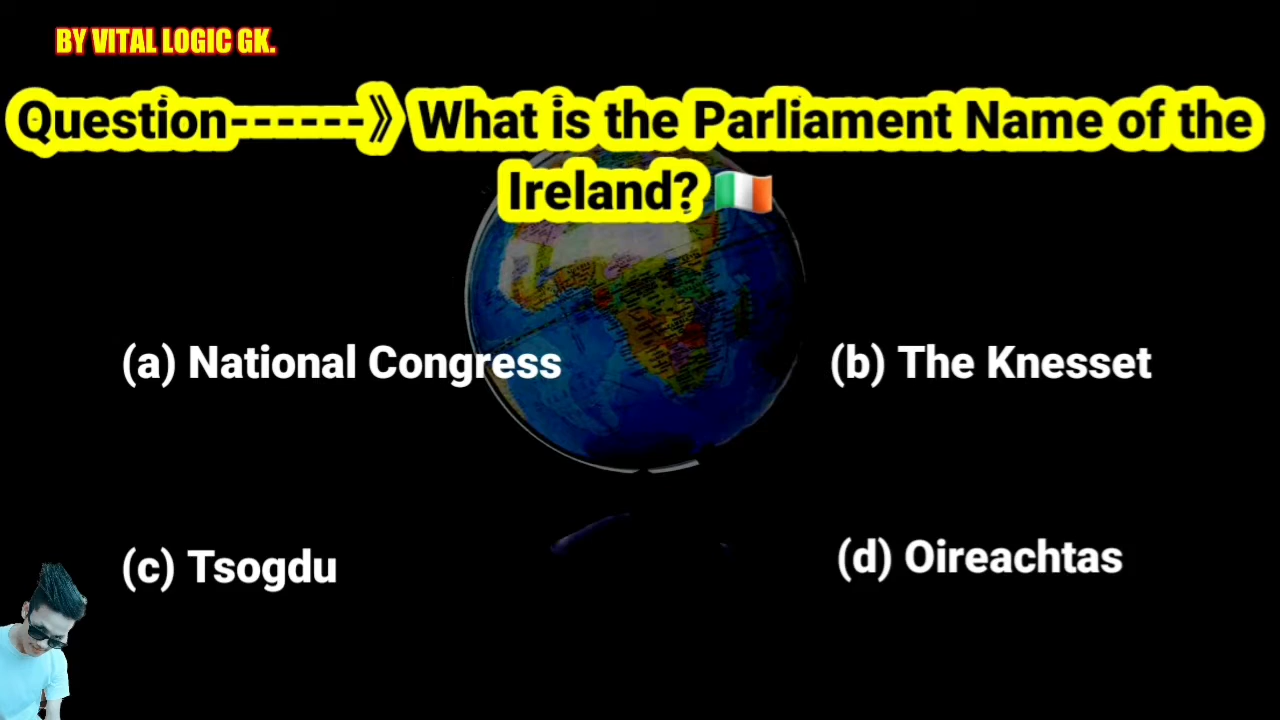 BY VITAL LOGIC GK.
Question------》What is the Parliament Name of the
Ireland? 🇮🇪
(a) National Congress
(b) The Knesset
(c) Tsogdu
(d) Oireachtas